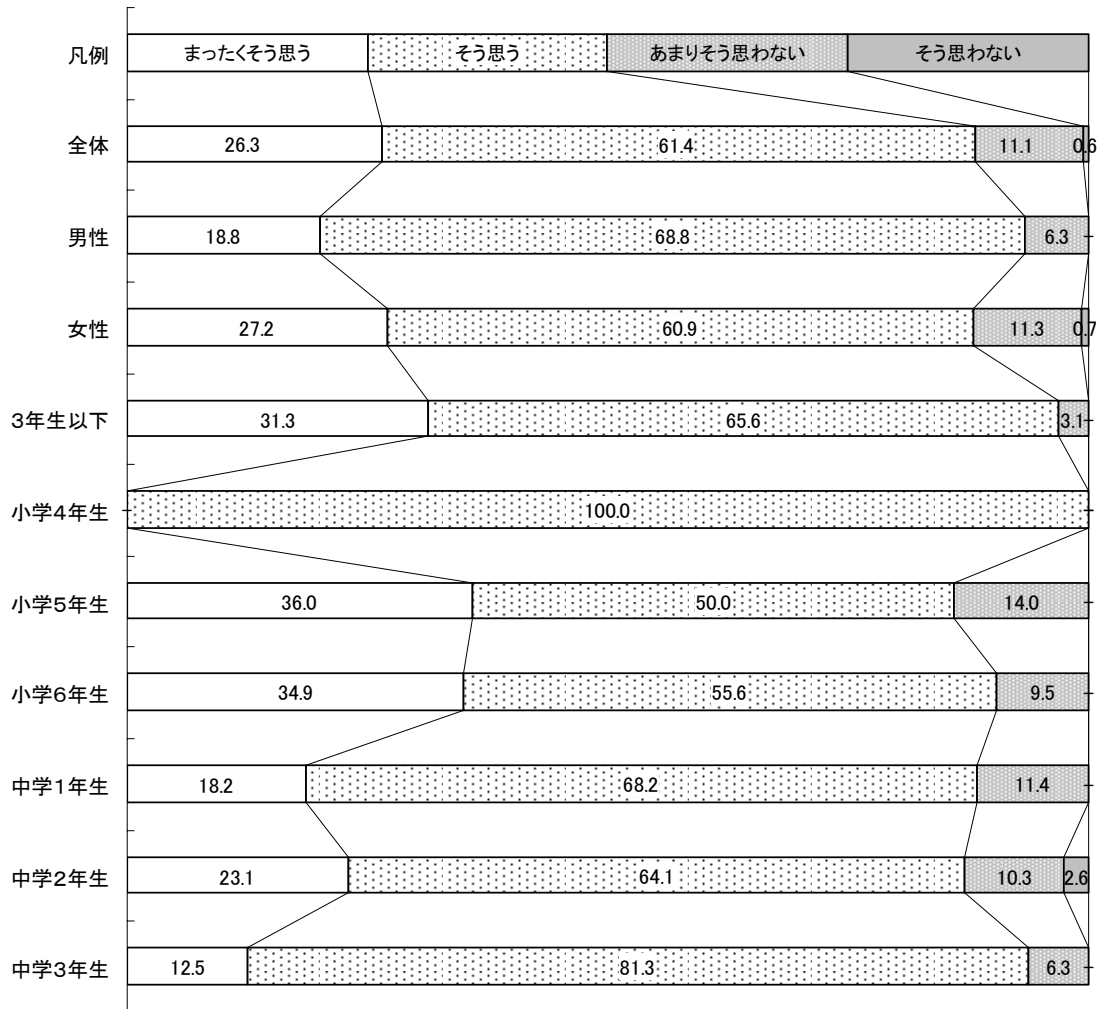 凡例 まったくそう思う そう思う あまりそう思わない そう思わない
全体 26.3 61.4 11.1 0.6
男性 18.8 68.8 6.3
女性 27.2 60.9 11.3 0.7
3年生以下 31.3 65.6 3.1
小学4年生 100.0
小学5年生 36.0 50.0 14.0
小学6年生 34.9 55.6 9.5
中学1年生 18.2 68.2 11.4
中学2年生 23.1 64.1 10.3 2.6
中学3年生 12.5 81.3 6.3